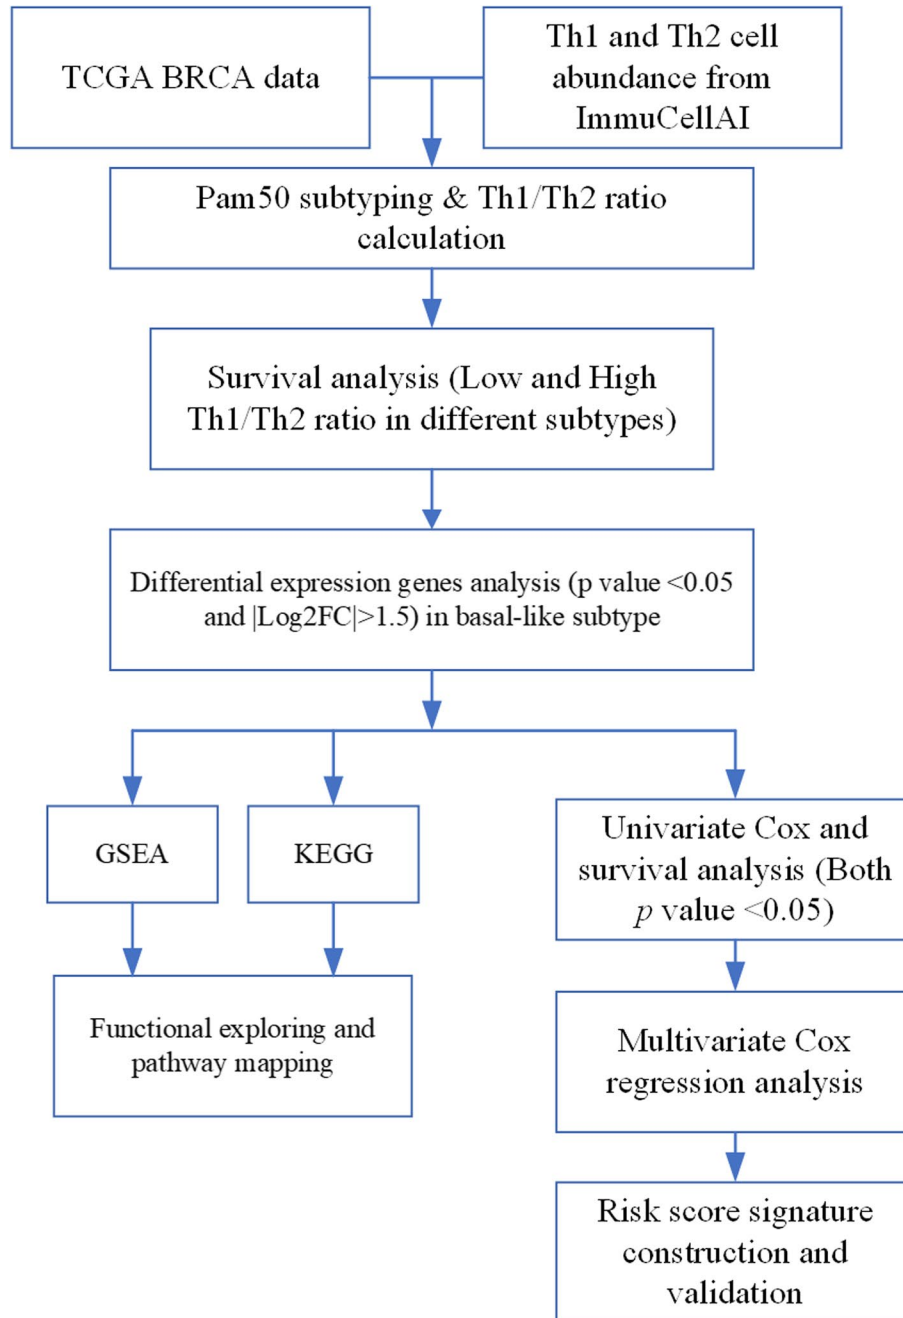 TCGA BRCA data
Th1 and Th2 cell
abundance from
ImmuCellAI
Pam50 subtyping & Th1/Th2 ratio
calculation
Survival analysis (Low and High
Th1/Th2 ratio in different subtypes)
Differential expression genes analysis (p value <0.05
and |Log2FC|>1.5) in basal-like subtype
GSEA
KEGG
Univariate Cox and
survival analysis (Both
p value <0.05)
Functional exploring and
pathway mapping
Multivariate Cox
regression analysis
Risk score signature
construction and
validation